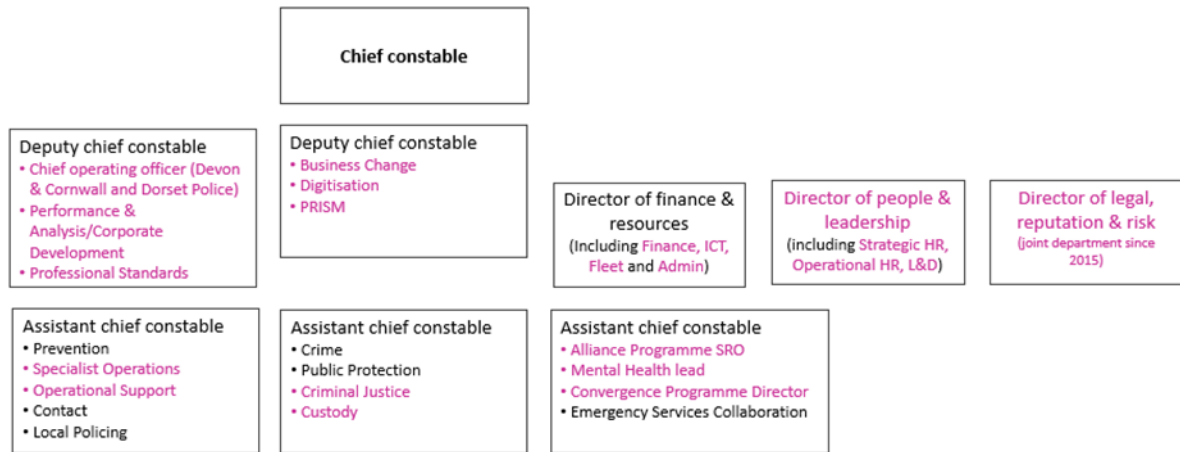 Chief constable
Deputy chief constable
• Chief operating officer (Devon
& Cornwall and Dorset Police)
• Performance &
Analysis/Corporate
Development
• Professional Standards
Deputy chief constable
• Business Change
• Digitisation
• PRISM
Director of finance &
resources
(Including Finance, ICT,
Fleet and Admin)
Director of people &
leadership
(including Strategic HR,
Operational HR, L&D)
Director of legal,
reputation & risk
(joint department since
2015)
Assistant chief constable
• Prevention
• Specialist Operations
• Operational Support
• Contact
• Local Policing
Assistant chief constable
• Crime
• Public Protection
• Criminal Justice
• Custody
Assistant chief constable
• Alliance Programme SRO
• Mental Health lead
• Convergence Programme Director
• Emergency Services Collaboration